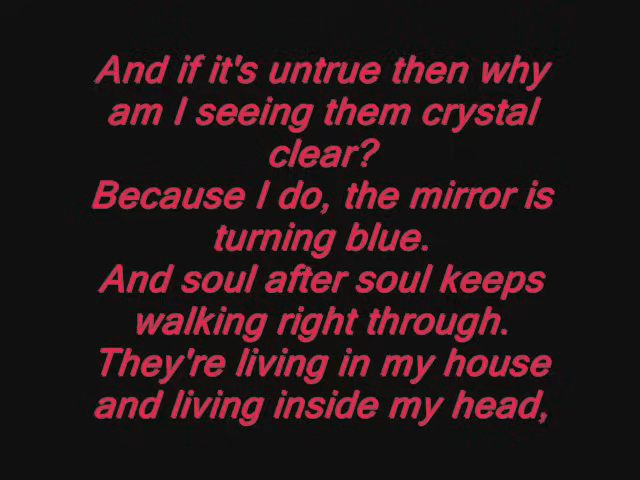 And if it's untrue then why
am I seeing them crystal
clear?
Because I do, the mirror is
turning blue.
And soul after soul keeps
walking right through.
They're living in my house
and living inside my head,